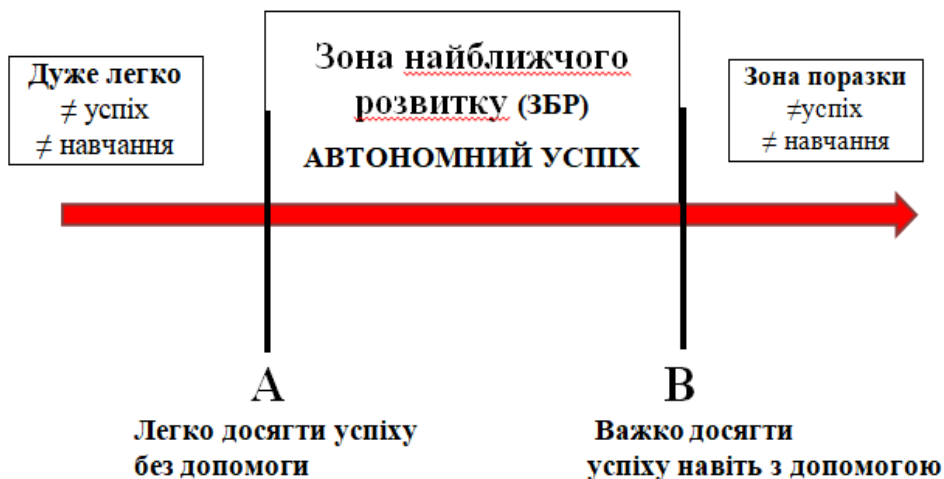 Дуже легко
≠ успіх
≠ навчання
Зона найближчого
розвитку (ЗБР)
АВТОНОМНИЙ УСПІХ
Зона поразки
≠успіх
≠ навчання
А
Легко досягти успіху
без допомоги
В
Важко досягти
успіху навіть з допомогою